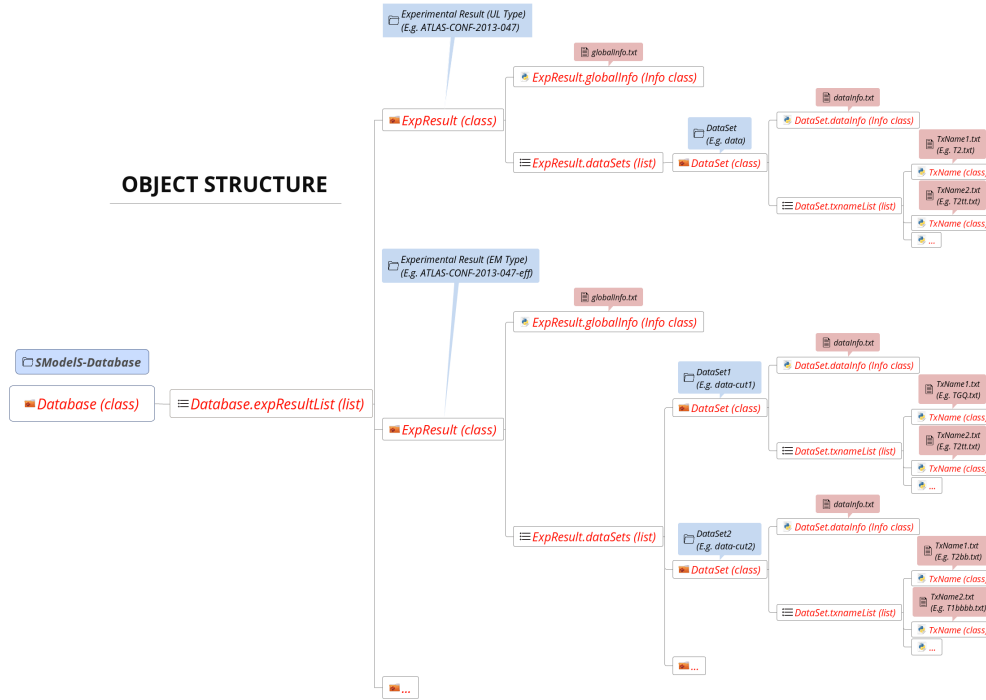 Experimental Result (UL Type)
(E.g. ATLAS-CONF-2013-047)
globalInfo.txt
ExpResult.globalInfo (Info class)
dataInfo.txt
ExpResult (class)
DataSet
(E.g. data)
DataSet.dataInfo (Info class)
TxName1.txt
(E.g. T2.txt)
ExpResult.dataSets (list)
DataSet (class)
TxName (class
OBJECT STRUCTURE
TxName2.txt
(E.g. T2tt.txt)
DataSet.txnameList (list)
TxName (class
...
Experimental Result (EM Type)
(E.g. ATLAS-CONF-2013-047-eff)
globalInfo.txt
ExpResult.globalInfo (Info class)
dataInfo.txt
SModelS-Database
DataSet.dataInfo (Info class)
DataSet1
(E.g. data-cut1)
TxName1.txt
(E.g. TGQ.txt)
Database (class)
Database.expResultList (list)
DataSet (class)
TxName (class
ExpResult (class)
TxName2.txt
(E.g. T2tt.txt)
DataSet.txnameList (list)
TxName (class
...
dataInfo.txt
DataSet.dataInfo (Info class)
ExpResult.dataSets (list)
DataSet2
(E.g. data-cut2)
TxName1.txt
(E.g. T2bb.txt)
DataSet (class)
TxName (class
TxName2.txt
(E.g. T1bbbb.txt)
DataSet.txnameList (list)
TxName (class
...
...
...